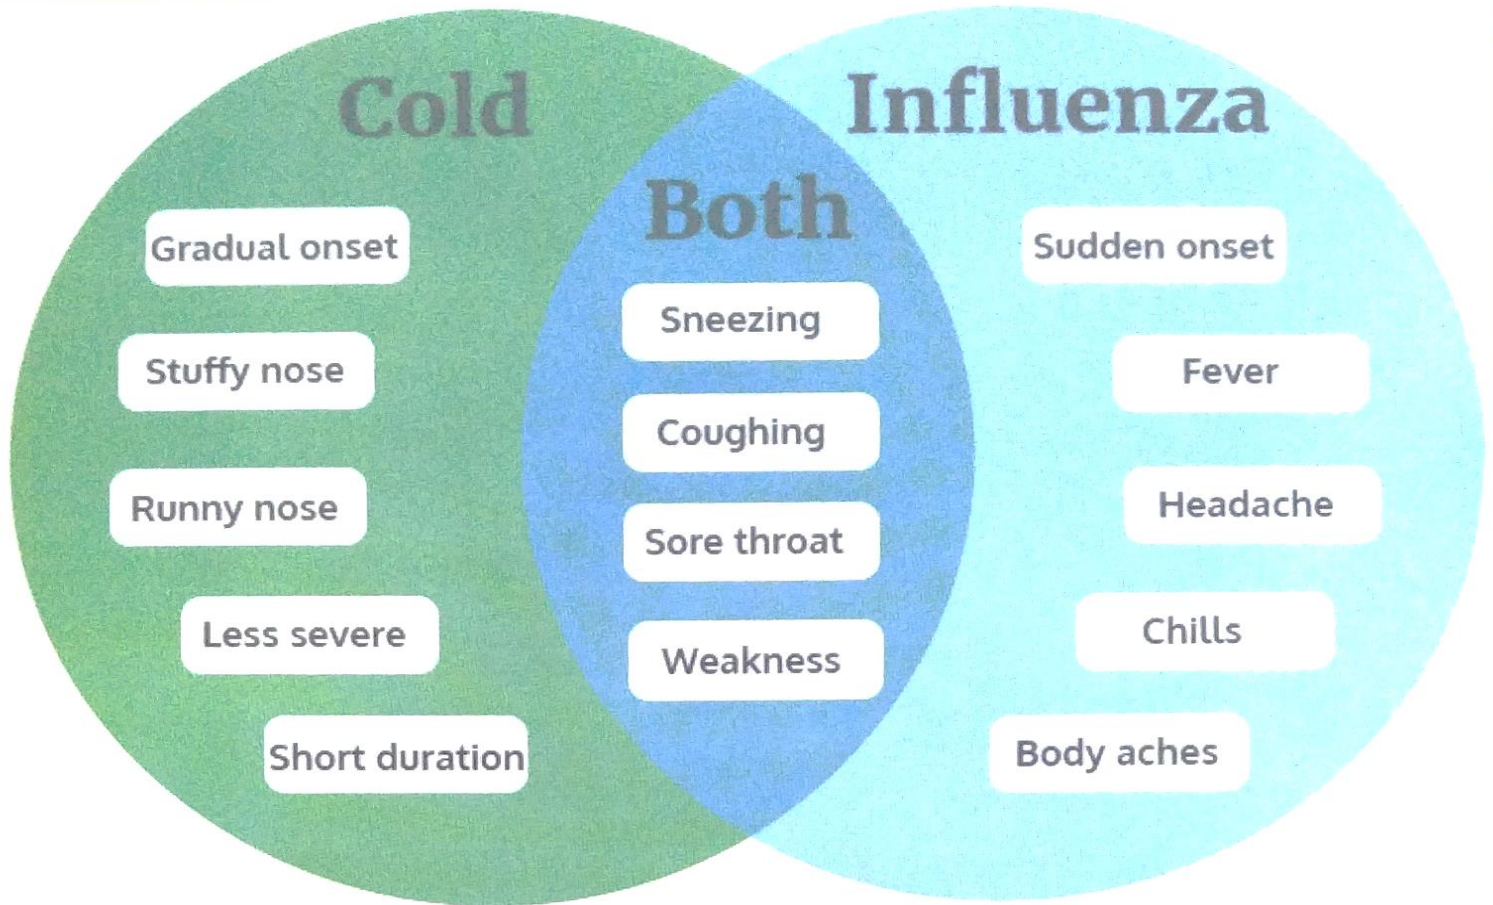 Cold
Influenza
Both
Gradual onset
Stuffy nose
Runny nose
Less severe
Short duration
Sneezing
Coughing
Sore throat
Weakness
Sudden onset
Fever
Headache
Chills
Body aches